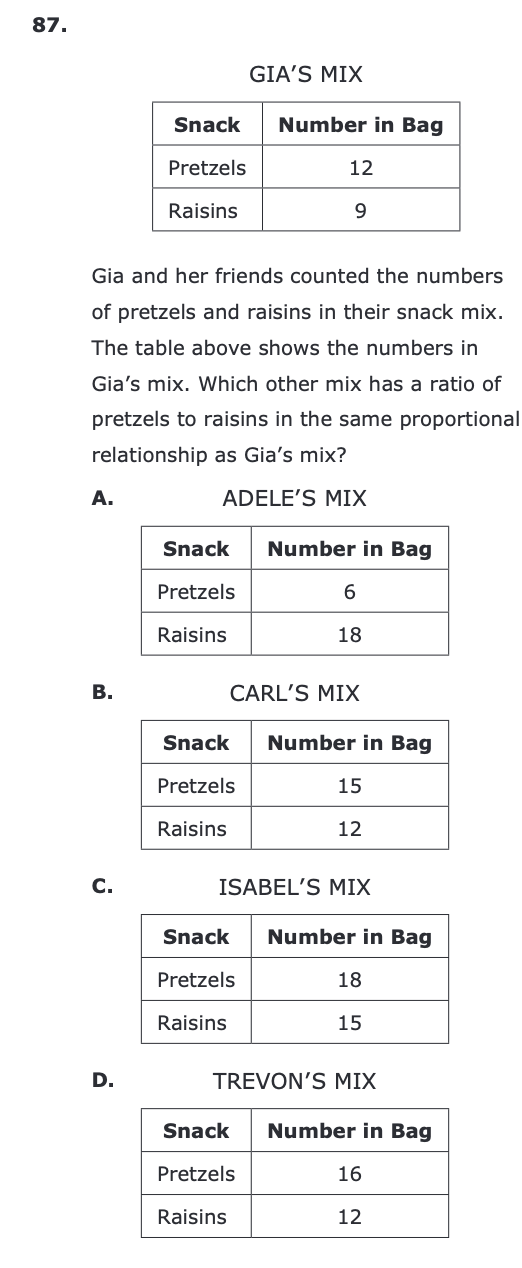 87.
GIA’S MIX
Snack Number in Bag
Pretzels 12
Raisins 9
Gia and her friends counted the numbers
of pretzels and raisins in their snack mix.
The table above shows the numbers in
Gia’s mix. Which other mix has a ratio of
pretzels to raisins in the same proportional
relationship as Gia’s mix?
A. ADELE’S MIX
Snack Number in Bag
Pretzels 6
Raisins 18
B. CARL’S MIX
Snack Number in Bag
Pretzels 15
Raisins 12
C. ISABEL’S MIX
Snack Number in Bag
Pretzels 18
Raisins 15
D. TREVON’S MIX
Snack Number in Bag
Pretzels 16
Raisins 12